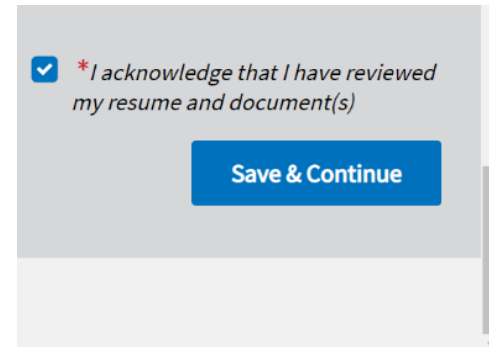 *I acknowledge that I have reviewed
my resume and document(s)
Save & Continue